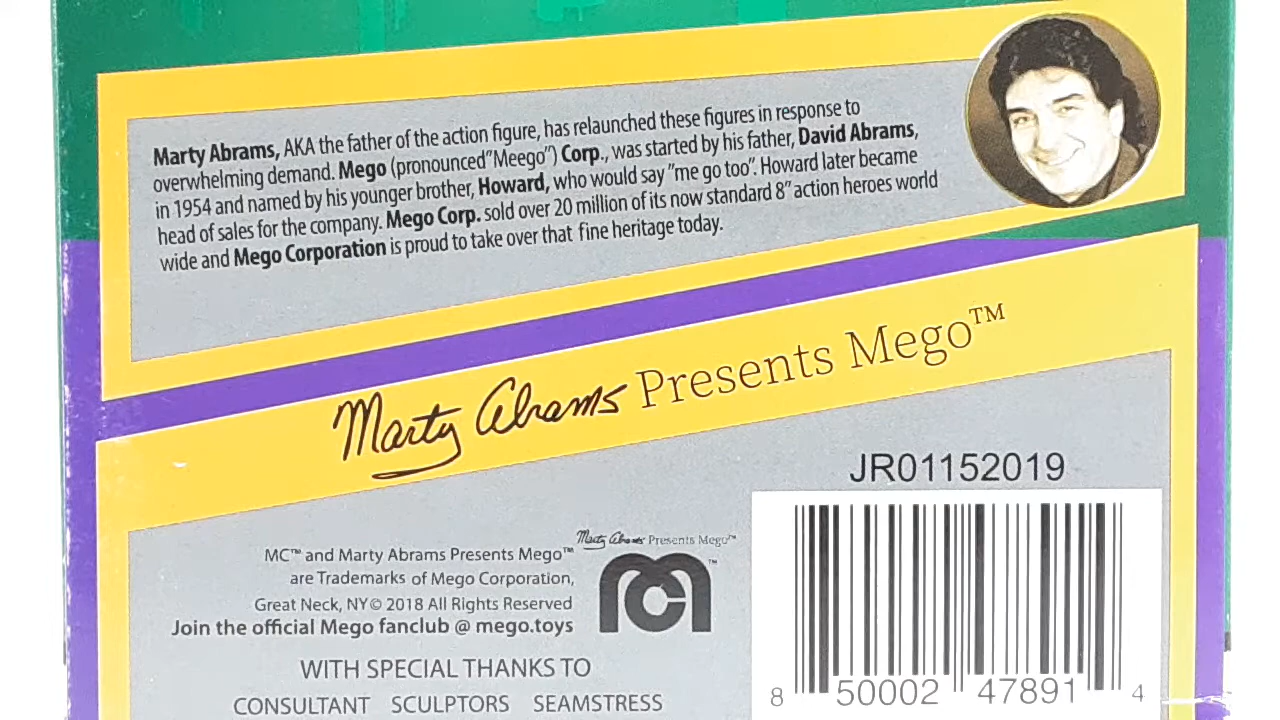 Marty Abrams, AKA the father of the action figure, has relaunched these figures in response to
overwhelming demand. Mego (pronounced"Meego") Corp., was started by his father, David Abrams,
in 1954 and named by his younger brother, Howard, who would say "me go too". Howard later became
head of sales for the company. Mego Corp. sold over 20 million of its now standard 8" action heroes world
wide and Mego Corporation is proud to take over that fine heritage today.
Marty Abrams Presents Mego™
JR01152019
Marty Abrams Presents Mego™
MC™ and Marty Abrams Presents Mego™
are Trademarks of Mego Corporation,
Great Neck, NY© 2018 All Rights Reserved
Join the official Mego fanclub @ mego.toys
mc™
WITH SPECIAL THANKS TO
CONSULTANT SCULPTORS SEAMSTRESS
8 50002 47891 4